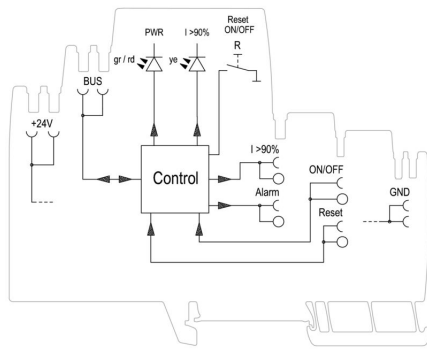 PWR
I >90%
Reset
ON/OFF
R
gr / rd
ye
BUS
+24V
Control
I >90%
Alarm
ON/OFF
Reset
GND